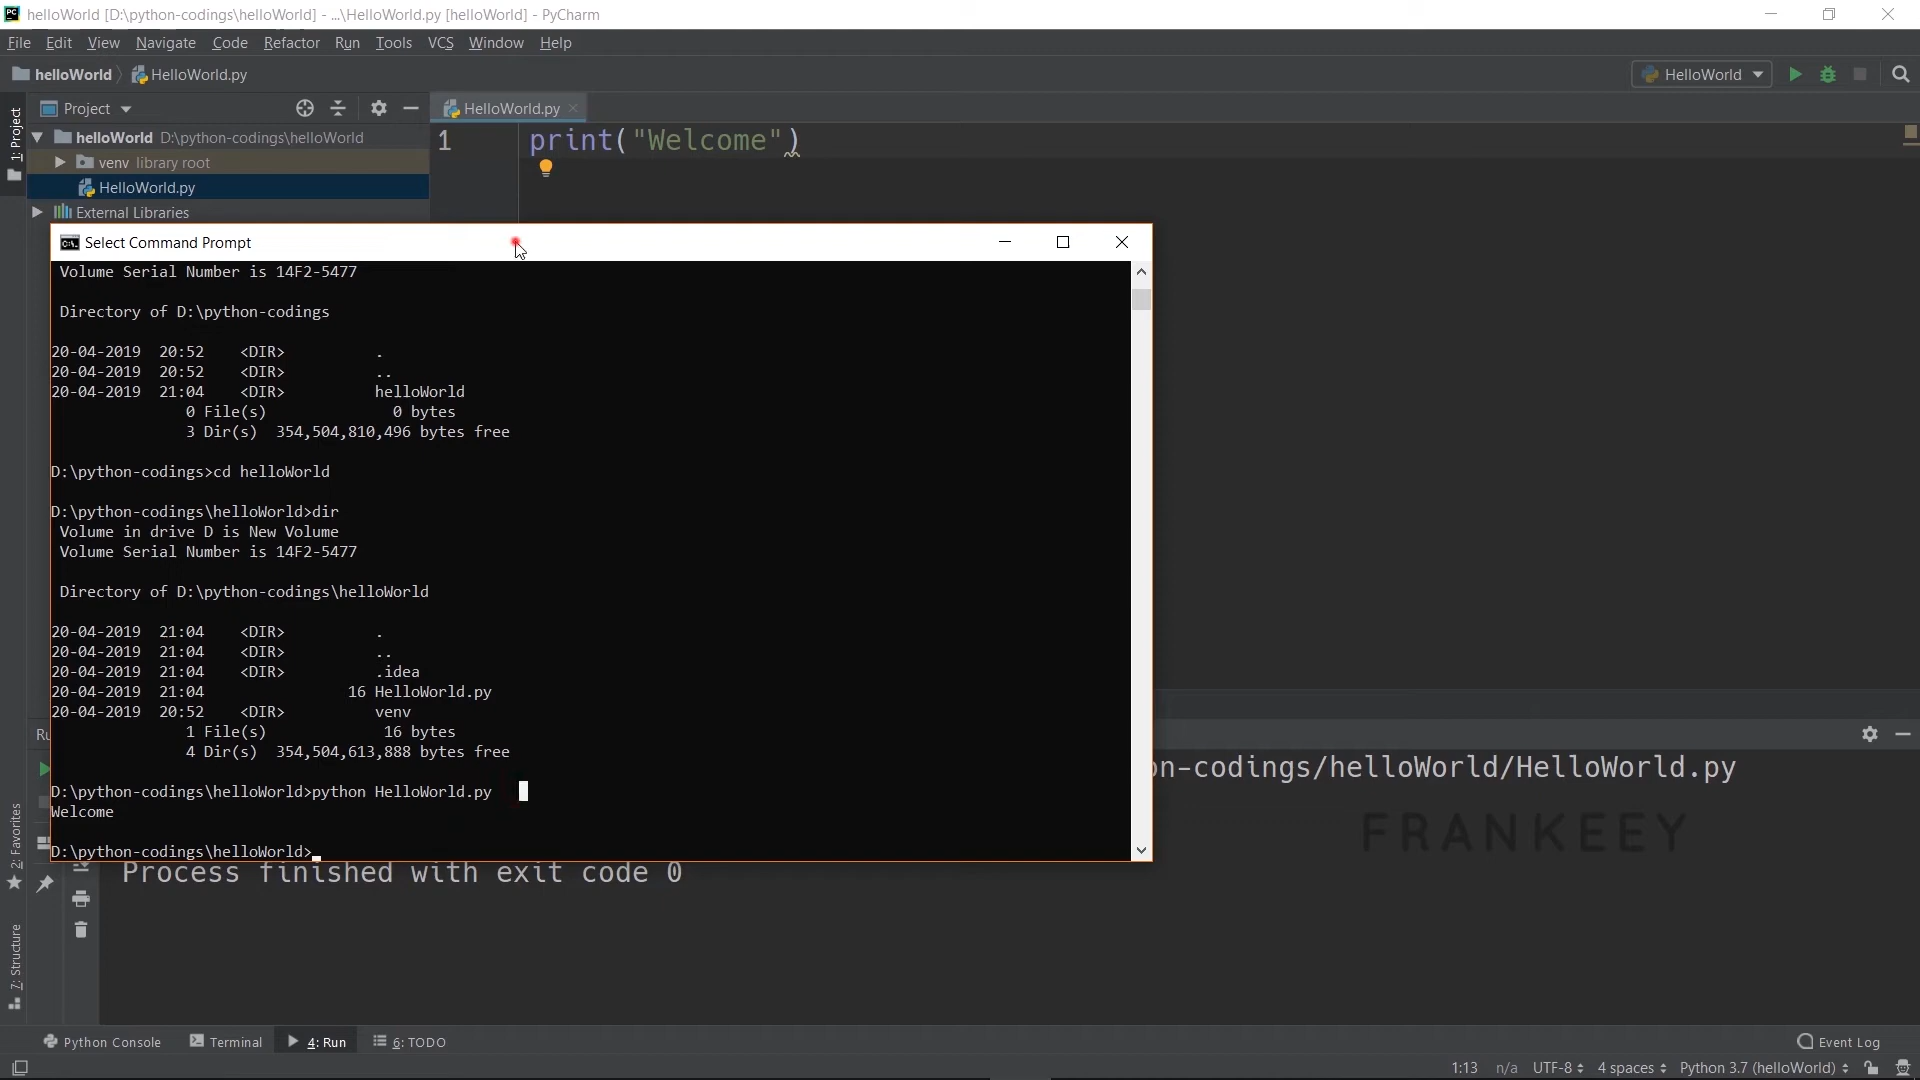 helloWorld [D:\python-codings\helloWorld] - ...\HelloWorld.py [helloWorld] - PyCharm
File Edit View Navigate Code Refactor Run Tools VCS Window Help
helloWorld HelloWorld.py HelloWorld
1: Project
Project HelloWorld.py
helloWorld D:\python-codings\helloWorld
venv library root
HelloWorld.py
External Libraries
1 print("Welcome")
Select Command Prompt
Volume Serial Number is 14F2-5477
Directory of D:\python-codings
20-04-2019 20:52 <DIR> .
20-04-2019 20:52 <DIR> ..
20-04-2019 21:04 <DIR> helloWorld
0 File(s) 0 bytes
3 Dir(s) 354,504,810,496 bytes free
D:\python-codings>cd helloWorld
D:\python-codings\helloWorld>dir
Volume in drive D is New Volume
Volume Serial Number is 14F2-5477
Directory of D:\python-codings\helloWorld
20-04-2019 21:04 <DIR> .
20-04-2019 21:04 <DIR> ..
20-04-2019 21:04 <DIR> .idea
20-04-2019 21:04 16 HelloWorld.py
20-04-2019 20:52 <DIR> venv
1 File(s) 16 bytes
4 Dir(s) 354,504,613,888 bytes free
D:\python-codings\helloWorld>python HelloWorld.py
Welcome
D:\python-codings\helloWorld>
n-codings/helloWorld/HelloWorld.py
FRANKEEY
Process finished with exit code 0
2: Favorites
7: Structure
Python Console Terminal 4: Run 6: TODO Event Log
1:13 n/a UTF-8 4 spaces Python 3.7 (helloWorld)